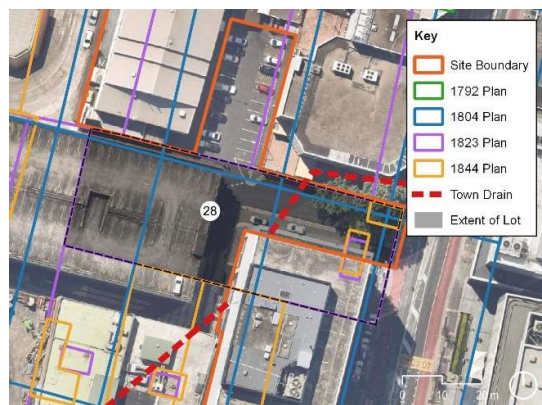 Key
Site Boundary
1792 Plan
1804 Plan
1823 Plan
1844 Plan
Town Drain
Extent of Lot
28
0 10 20 m